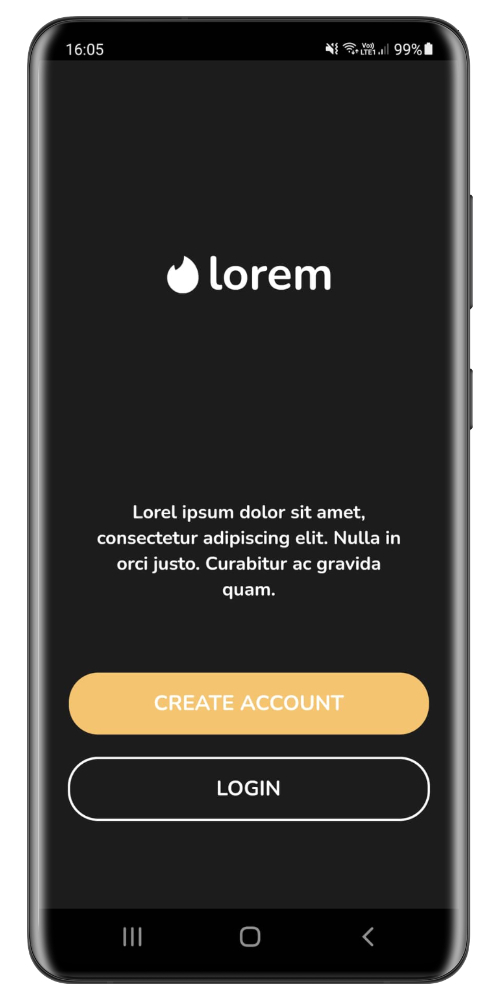 16:05 Vo)) LTE1 99%
lorem
Lorel ipsum dolor sit amet,
consectetur adipiscing elit. Nulla in
orci justo. Curabitur ac gravida
quam.
CREATE ACCOUNT
LOGIN